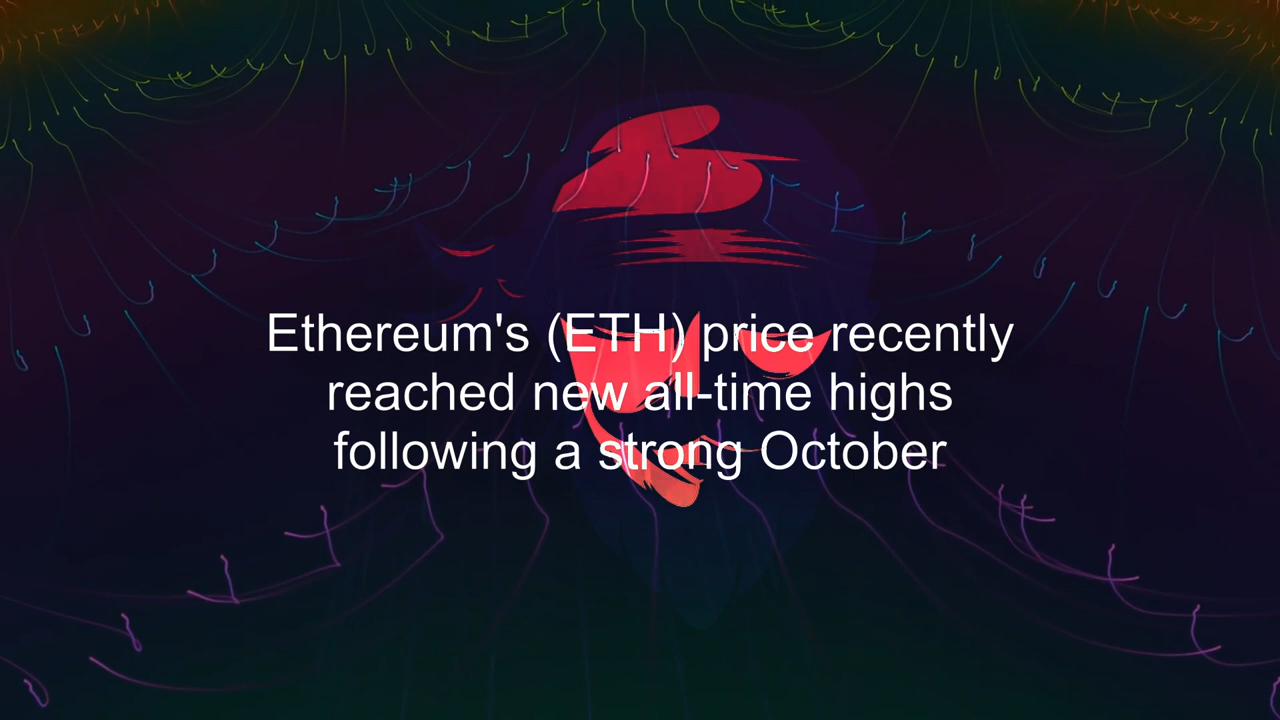 Ethereum's (ETH) price recently
reached new all-time highs
following a strong October